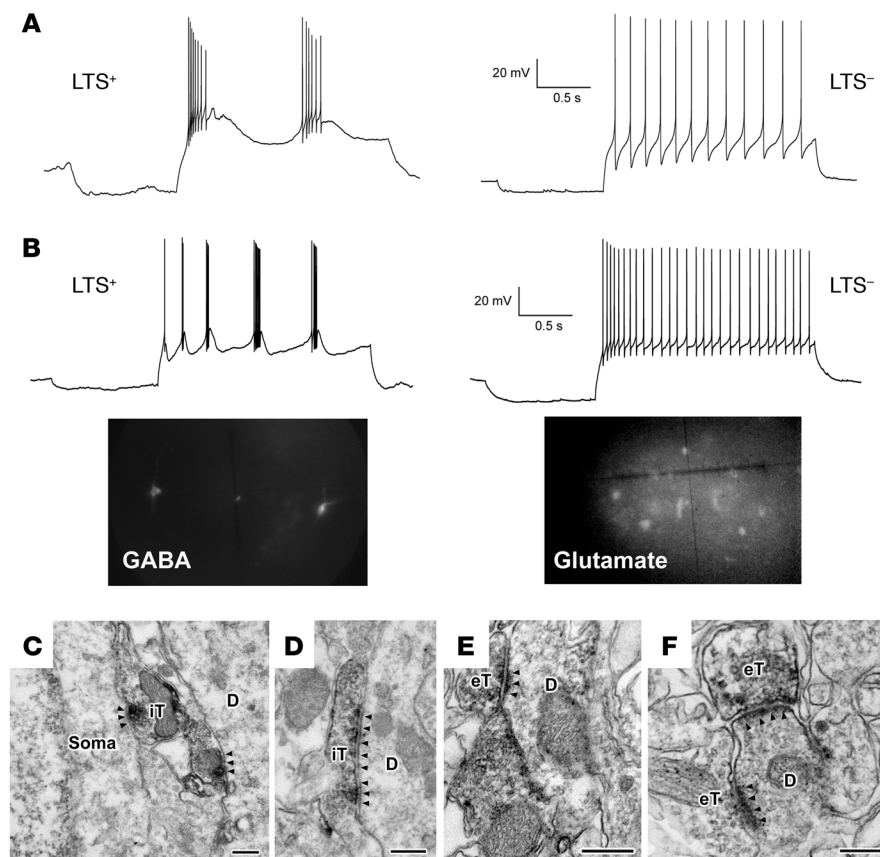 A
LTS+
20 mV
0.5 s
LTS–
B
LTS+
20 mV
0.5 s
LTS–
GABA
Glutamate
C
Soma
iT
D
D
iT
D
E
eT
D
F
eT
eT
D